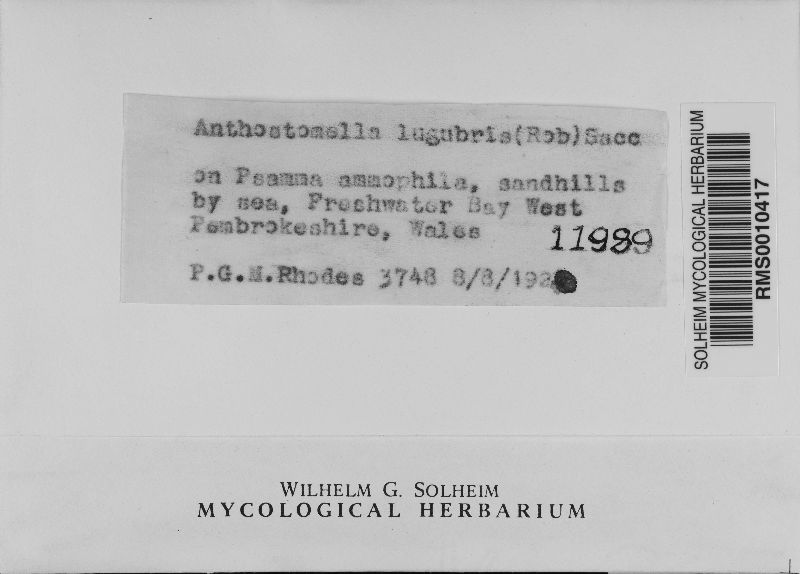 Anthostomella lugubris(Rob)Sacc
on Psamma ammophila, sandhills
by sea, Freshwater Bay West
Pembrokeshire, Wales
11989
P.G.M.Rhodes 3748 8/8/192
SOLHEIM MYCOLOGICAL HERBARIUM
RMS0010417
WILHELM G. SOLHEIM
MYCOLOGICAL HERBARIUM